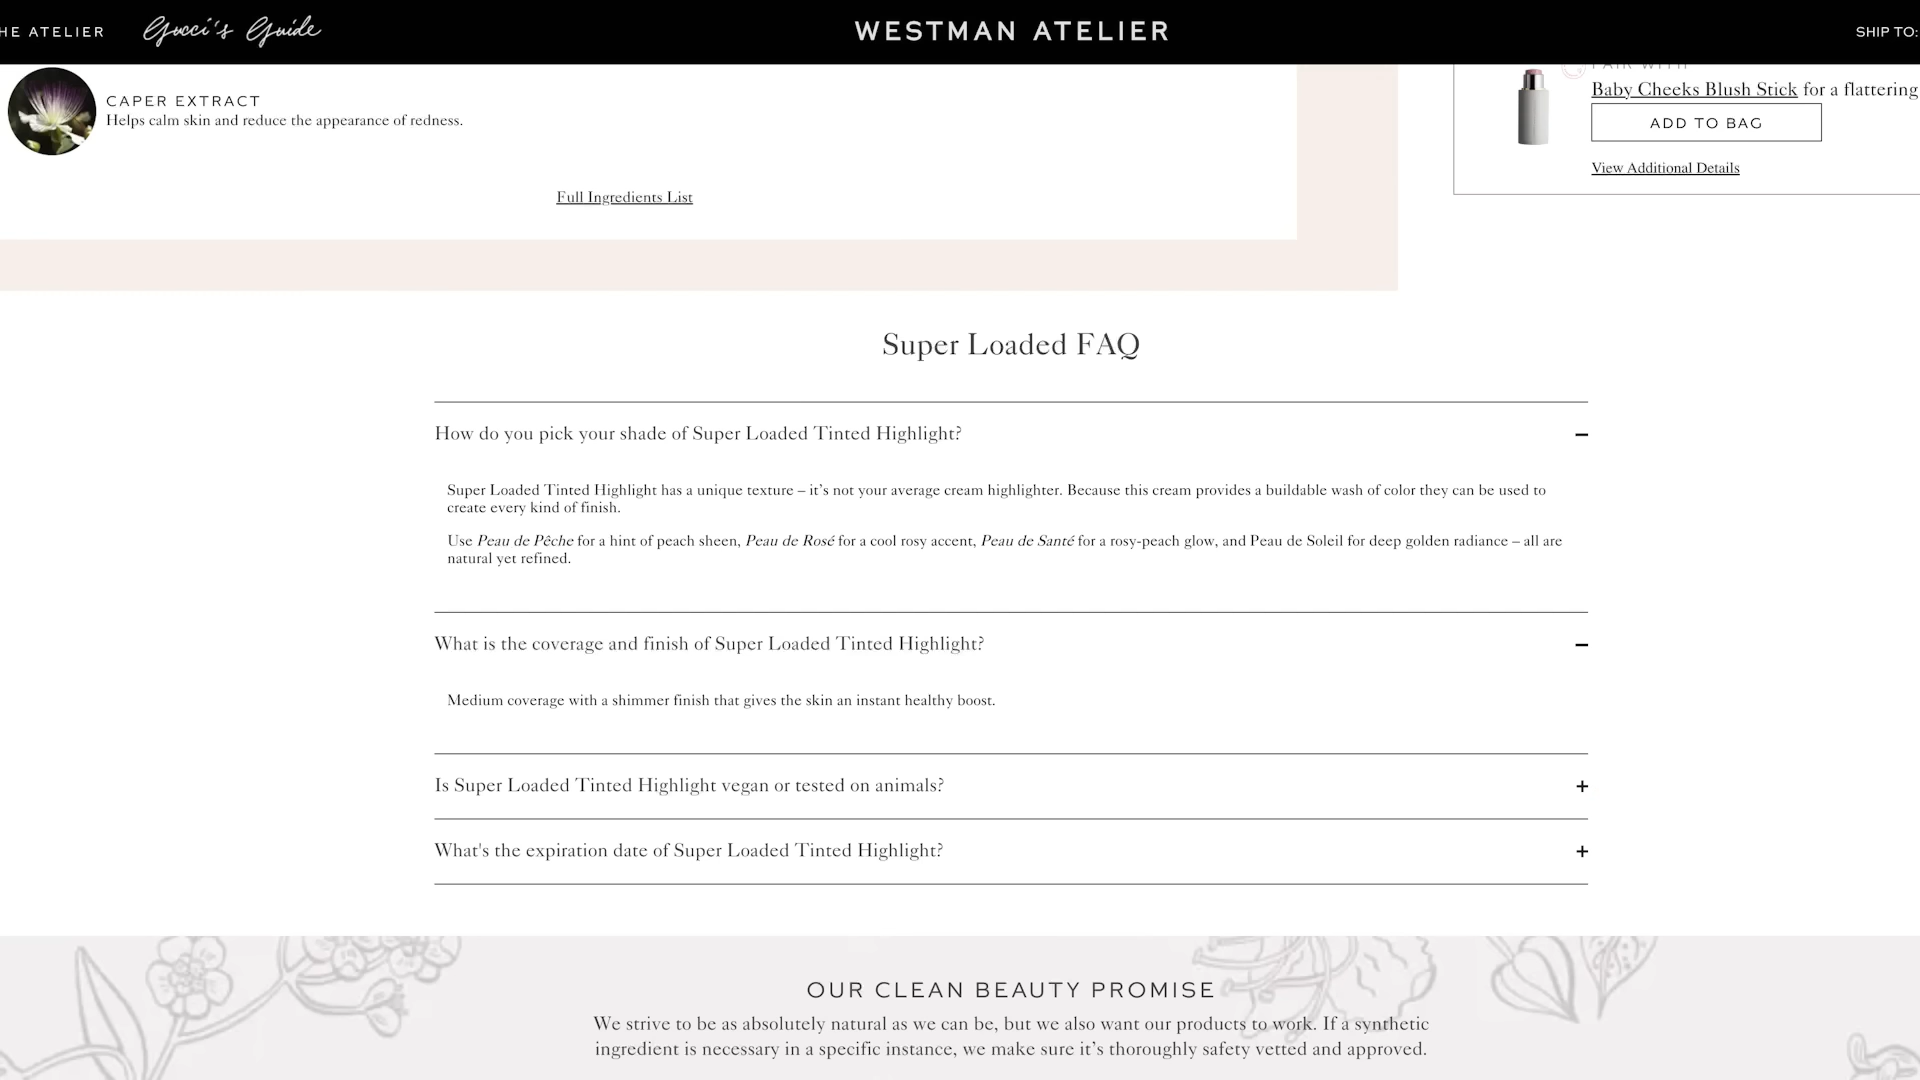 HE ATELIER
Gucci's Guide
WESTMAN ATELIER
SHIP TO:
CAPER EXTRACT
Helps calm skin and reduce the appearance of redness.
Full Ingredients List
PAIR WITH
Baby Cheeks Blush Stick for a flattering
ADD TO BAG
View Additional Details
Super Loaded FAQ
How do you pick your shade of Super Loaded Tinted Highlight?
Super Loaded Tinted Highlight has a unique texture – it’s not your average cream highlighter. Because this cream provides a buildable wash of color they can be used to
create every kind of finish.
Use Peau de Pêche for a hint of peach sheen, Peau de Rosé for a cool rosy accent, Peau de Santé for a rosy-peach glow, and Peau de Soleil for deep golden radiance – all are
natural yet refined.
What is the coverage and finish of Super Loaded Tinted Highlight?
Medium coverage with a shimmer finish that gives the skin an instant healthy boost.
Is Super Loaded Tinted Highlight vegan or tested on animals?
What's the expiration date of Super Loaded Tinted Highlight?
OUR CLEAN BEAUTY PROMISE
We strive to be as absolutely natural as we can be, but we also want our products to work. If a synthetic
ingredient is necessary in a specific instance, we make sure it’s thoroughly safety vetted and approved.